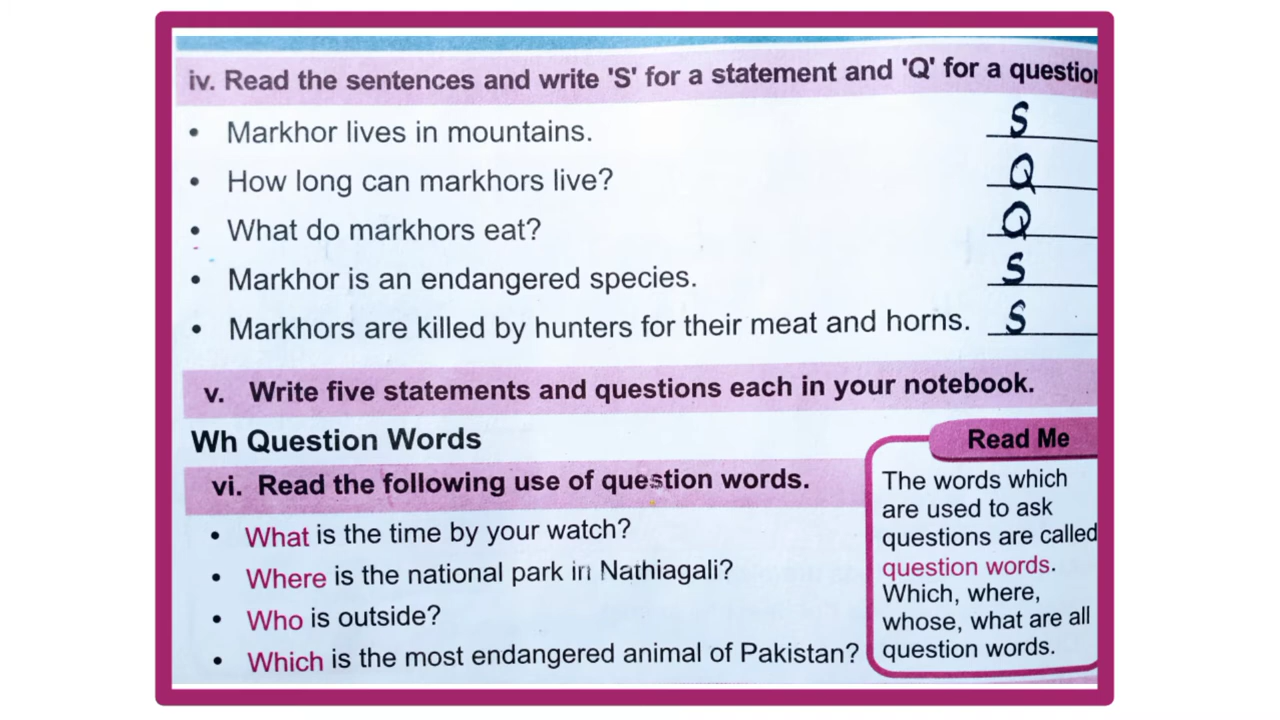 iv. Read the sentences and write 'S' for a statement and 'Q' for a question
• Markhor lives in mountains. S
• How long can markhors live? Q
• What do markhors eat? Q
• Markhor is an endangered species. S
• Markhors are killed by hunters for their meat and horns. S
v. Write five statements and questions each in your notebook.
Wh Question Words
vi. Read the following use of question words.
• What is the time by your watch?
• Where is the national park in Nathiagali?
• Who is outside?
• Which is the most endangered animal of Pakistan?
Read Me
The words which
are used to ask
questions are called
question words.
Which, where,
whose, what are all
question words.